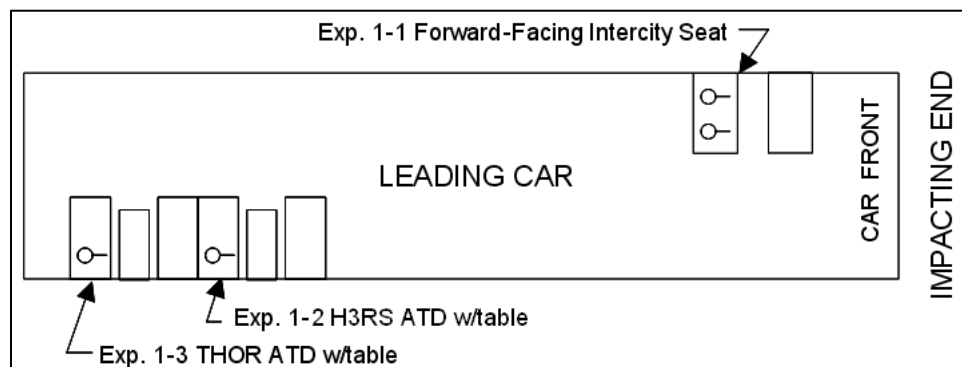 Exp. 1-1 Forward-Facing Intercity Seat
LEADING CAR
CAR FRONT
IMPACTING END
Exp. 1-2 H3RS ATD w/table
Exp. 1-3 THOR ATD w/table